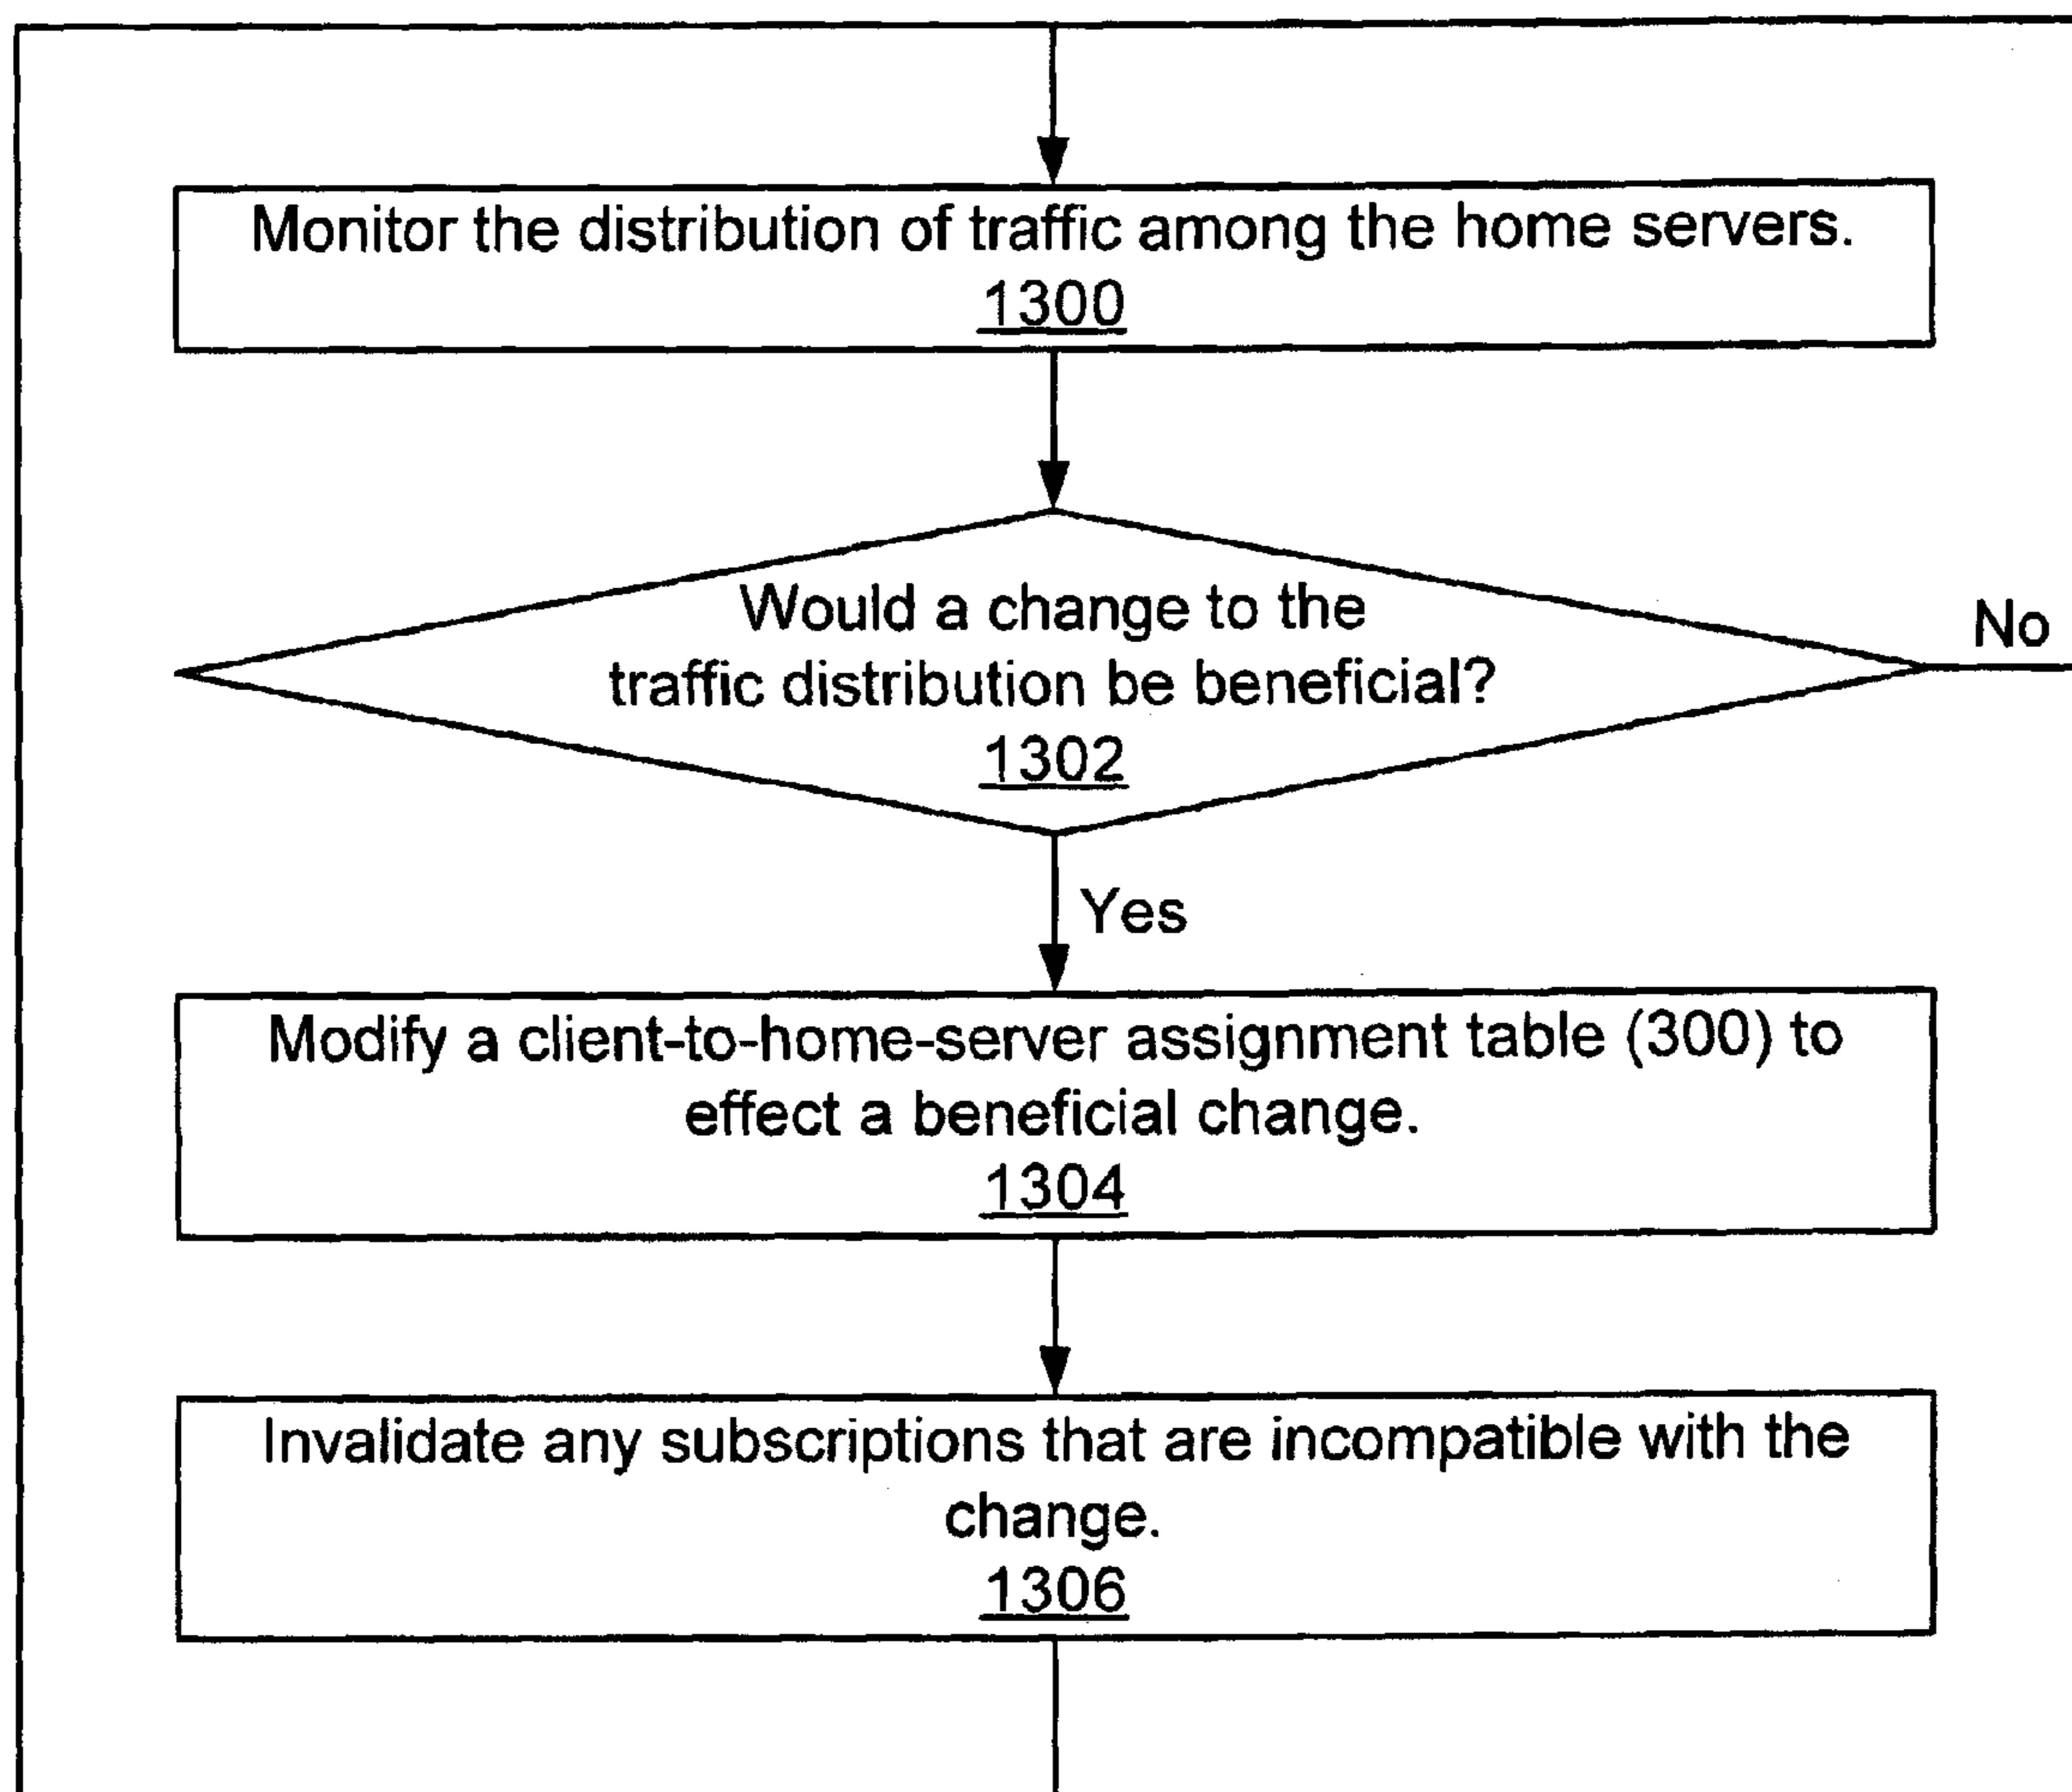 Monitor the distribution of traffic among the home servers.
1300
Would a change to the
traffic distribution be beneficial?
1302
No
Yes
Modify a client-to-home-server assignment table (300) to
effect a beneficial change.
1304
Invalidate any subscriptions that are incompatible with the
change.
1306